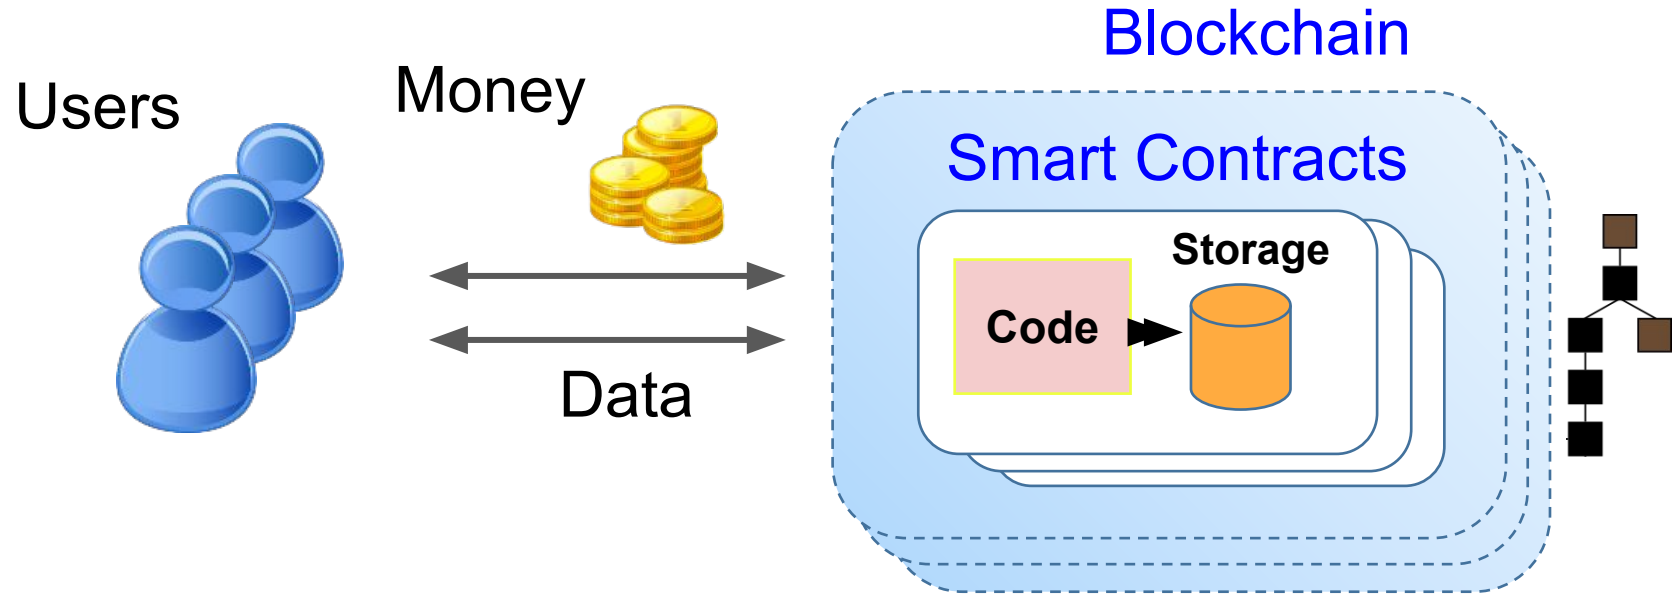 Blockchain
Users
Money
Smart Contracts
Storage
Code
Data